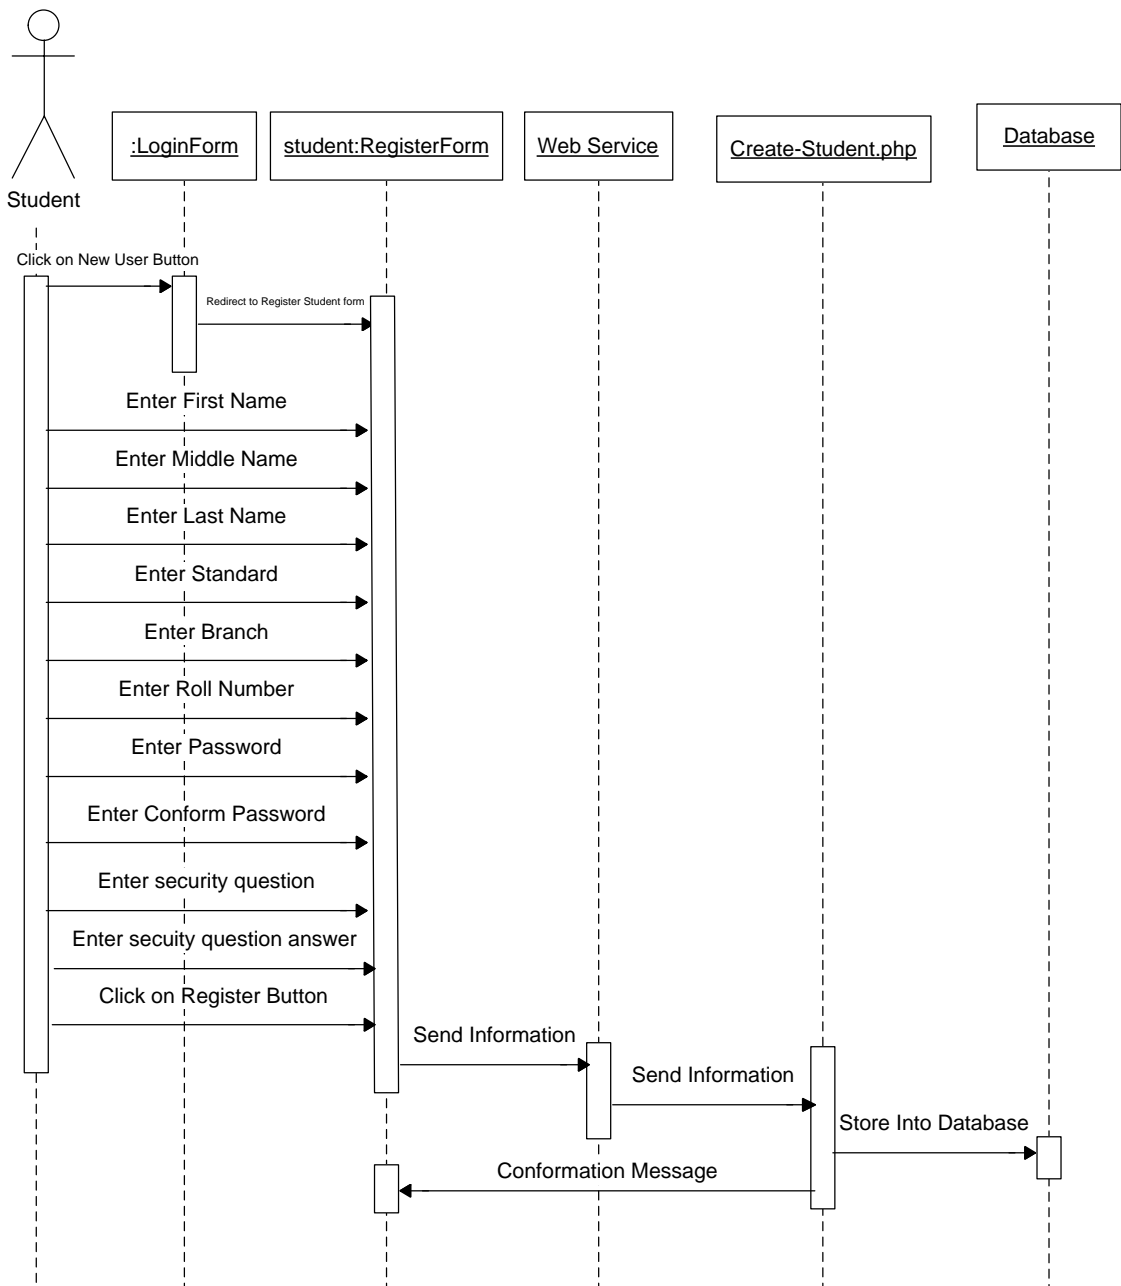 Student
:LoginForm
student:RegisterForm
Web Service
Create-Student.php
Database
Click on New User Button
Redirect to Register Student form
Enter First Name
Enter Middle Name
Enter Last Name
Enter Standard
Enter Branch
Enter Roll Number
Enter Password
Enter Conform Password
Enter security question
Enter secuity question answer
Click on Register Button
Send Information
Send Information
Store Into Database
Conformation Message